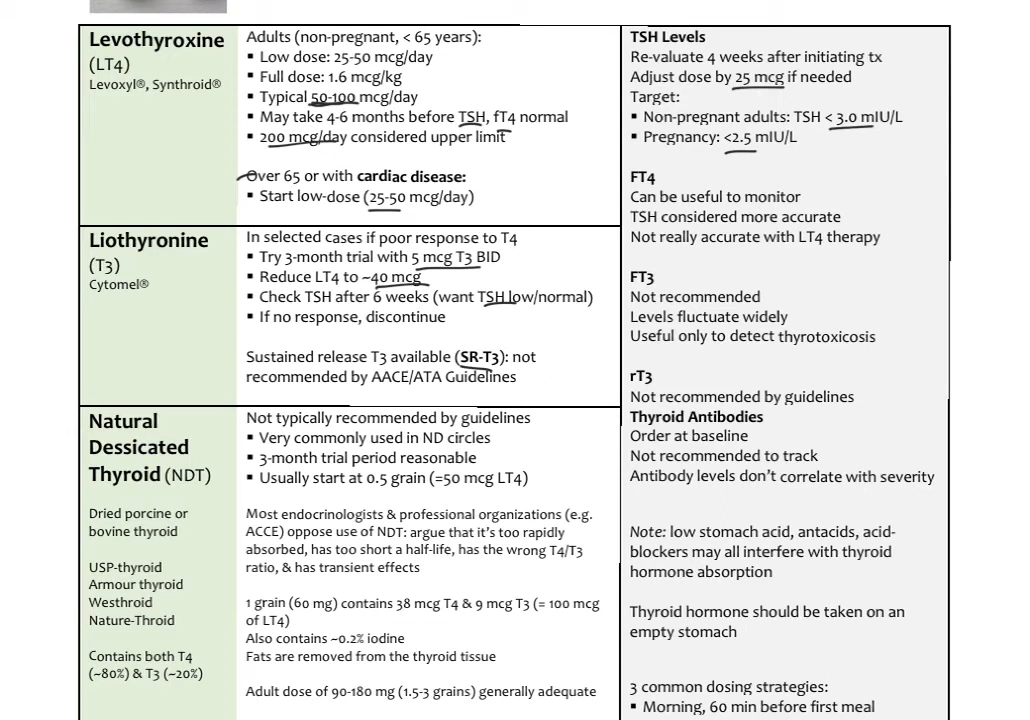 Levothyroxine
(LT4)
Levoxyl®, Synthroid®
Adults (non-pregnant, < 65 years):
▪ Low dose: 25-50 mcg/day
▪ Full dose: 1.6 mcg/kg
▪ Typical 50-100 mcg/day
▪ May take 4-6 months before TSH, fT4 normal
▪ 200 mcg/day considered upper limit
Over 65 or with cardiac disease:
▪ Start low-dose (25-50 mcg/day)
Liothyronine
(T3)
Cytomel®
In selected cases if poor response to T4
▪ Try 3-month trial with 5 mcg T3 BID
▪ Reduce LT4 to ~40 mcg
▪ Check TSH after 6 weeks (want TSH low/normal)
▪ If no response, discontinue
Sustained release T3 available (SR-T3): not
recommended by AACE/ATA Guidelines
Natural
Dessicated
Thyroid (NDT)
Dried porcine or
bovine thyroid
USP-thyroid
Armour thyroid
Westhroid
Nature-Throid
Contains both T4
(~80%) & T3 (~20%)
Not typically recommended by guidelines
▪ Very commonly used in ND circles
▪ 3-month trial period reasonable
▪ Usually start at 0.5 grain (=50 mcg LT4)
Most endocrinologists & professional organizations (e.g.
ACCE) oppose use of NDT: argue that it's too rapidly
absorbed, has too short a half-life, has the wrong T4/T3
ratio, & has transient effects
1 grain (60 mg) contains 38 mcg T4 & 9 mcg T3 (= 100 mcg
of LT4)
Also contains ~0.2% iodine
Fats are removed from the thyroid tissue
Adult dose of 90-180 mg (1.5-3 grains) generally adequate
TSH Levels
Re-valuate 4 weeks after initiating tx
Adjust dose by 25 mcg if needed
Target:
▪ Non-pregnant adults: TSH < 3.0 mIU/L
▪ Pregnancy: <2.5 mIU/L
FT4
Can be useful to monitor
TSH considered more accurate
Not really accurate with LT4 therapy
FT3
Not recommended
Levels fluctuate widely
Useful only to detect thyrotoxicosis
rT3
Not recommended by guidelines
Thyroid Antibodies
Order at baseline
Not recommended to track
Antibody levels don't correlate with severity
Note: low stomach acid, antacids, acid-
blockers may all interfere with thyroid
hormone absorption
Thyroid hormone should be taken on an
empty stomach
3 common dosing strategies:
▪ Morning, 60 min before first meal